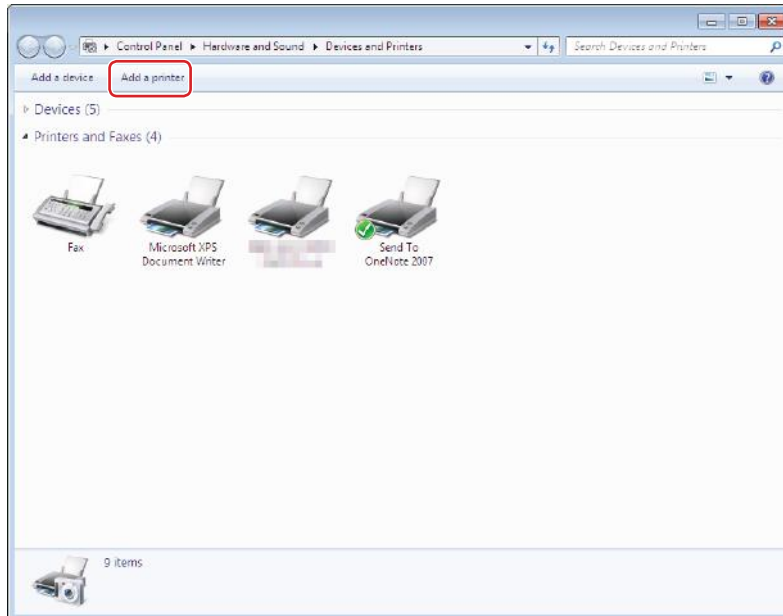 Control Panel Hardware and Sound Devices and Printers Search Devices and Printers
Add a device Add a printer
Devices (5)
Printers and Faxes (4)
Fax
Microsoft XPS
Document Writer
Send To
OneNote 2007
9 items